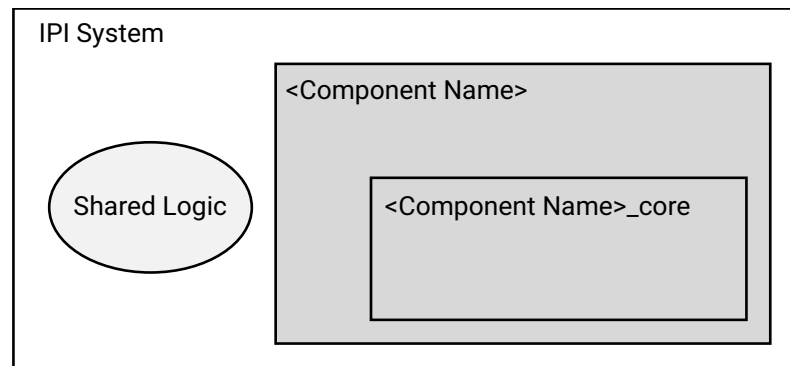 IPI System
<Component Name>
Shared Logic
<Component Name>_core